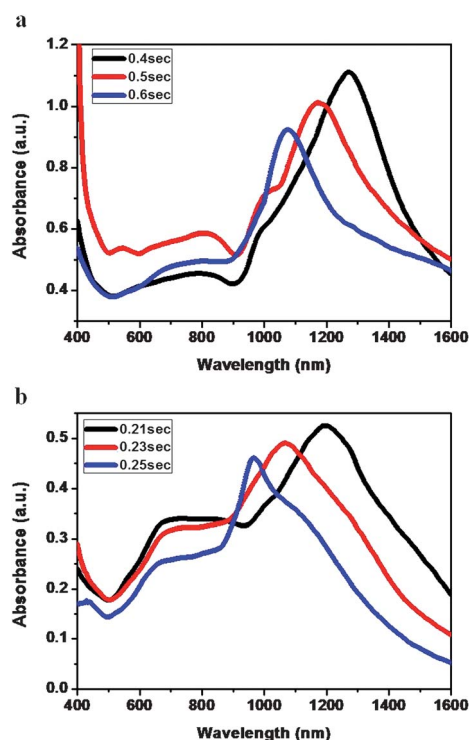 a
1.2
1.0
0.8
0.6
0.4
Absorbance (a.u.)
0.4sec
0.5sec
0.6sec
400 600 800 1000 1200 1400 1600
Wavelength (nm)
b
0.5
0.4
0.3
0.2
0.1
0.0
Absorbance (a.u.)
0.21sec
0.23sec
0.25sec
400 600 800 1000 1200 1400 1600
Wavelength (nm)